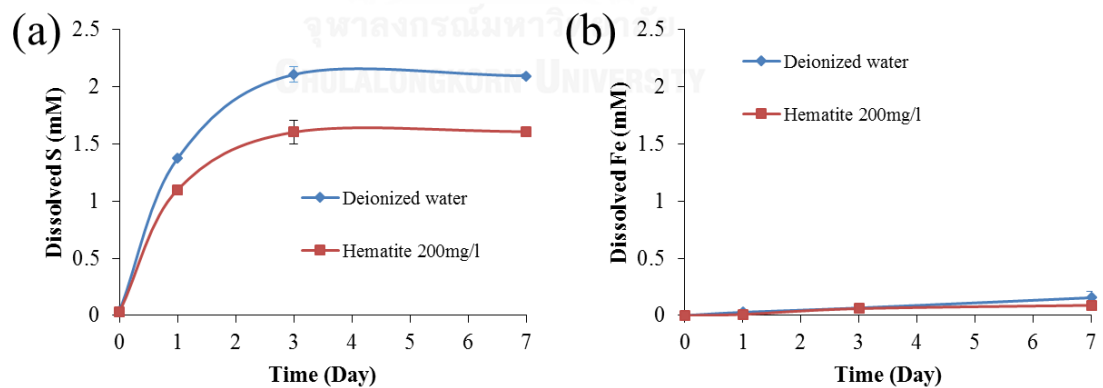 (a)
จุฬาลงกรณ์มหาวิทยาลัย
CHULALONGKORN UNIVERSITY
Dissolved S (mM)
2.5
2
1.5
1
0.5
0
Deionized water
Hematite 200mg/l
0 1 2 3 4 5 6 7
Time (Day)
(b)
Dissolved Fe (mM)
2.5
2
1.5
1
0.5
0
Deionized water
Hematite 200mg/l
0 1 2 3 4 5 6 7
Time (Day)